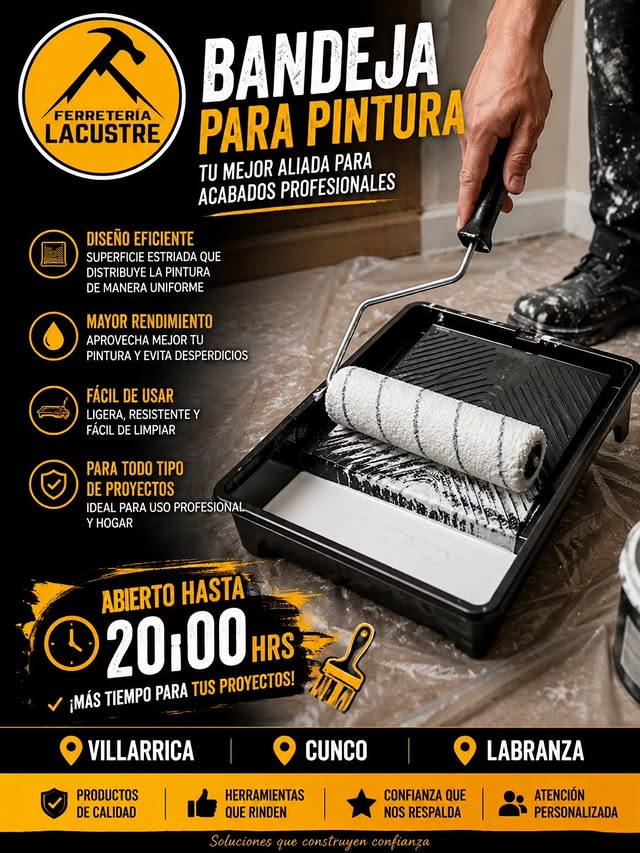 FERRETERÍA
LACUSTRE
BANDEJA
PARA PINTURA
TU MEJOR ALIADA PARA
ACABADOS PROFESIONALES
DISEÑO EFICIENTE
SUPERFICIE ESTRIADA QUE
DISTRIBUYE LA PINTURA
DE MANERA UNIFORME
MAYOR RENDIMIENTO
APROVECHA MEJOR TU
PINTURA Y EVITA DESPERDICIOS
FÁCIL DE USAR
LIGERA, RESISTENTE Y
FÁCIL DE LIMPIAR
PARA TODO TIPO
DE PROYECTOS
IDEAL PARA USO PROFESIONAL
Y HOGAR
ABIERTO HASTA
20:00 HRS
¡MÁS TIEMPO PARA TUS PROYECTOS!
VILLARRICA
CUNCO
LABRANZA
PRODUCTOS
DE CALIDAD
HERRAMIENTAS
QUE RINDEN
CONFIANZA QUE
NOS RESPALDA
ATENCIÓN
PERSONALIZADA
Soluciones que construyen confianza